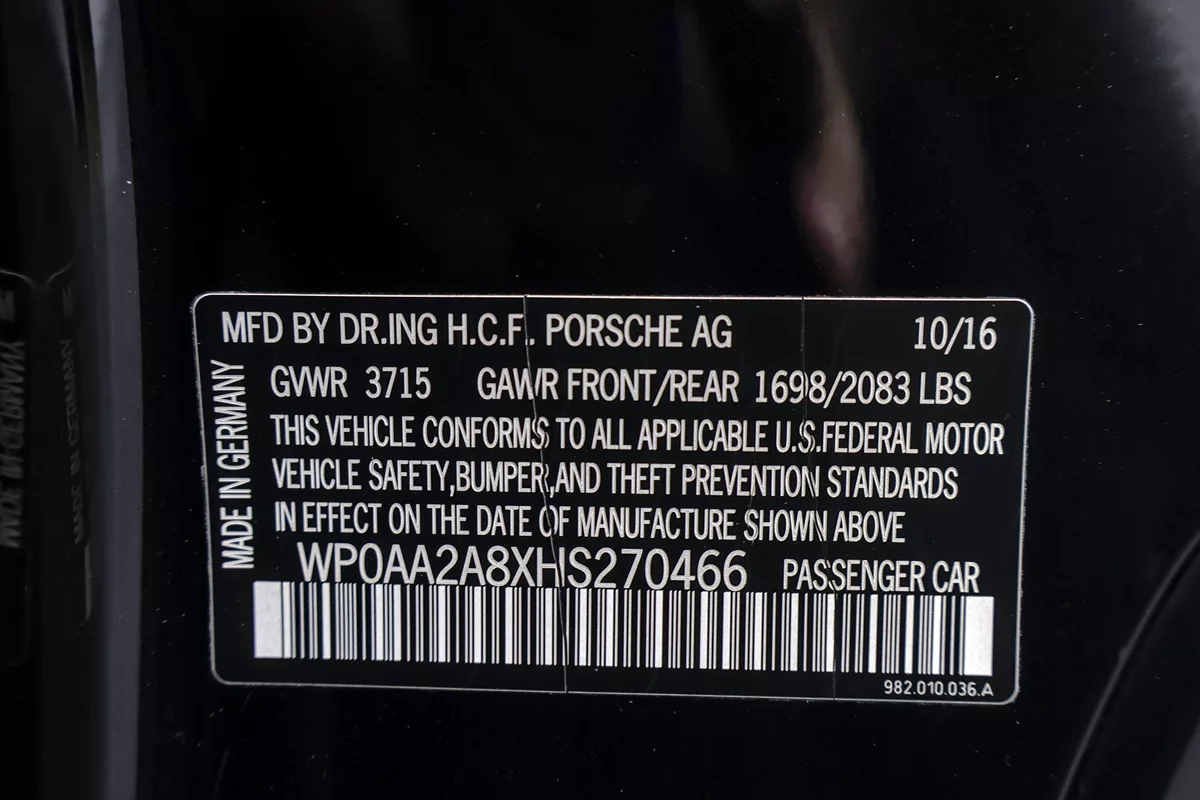 MFD BY DR.ING H.C.F. PORSCHE AG 10/16
GVWR 3715 GAWR FRONT/REAR 1698/2083 LBS
THIS VEHICLE CONFORMS TO ALL APPLICABLE U.S.FEDERAL MOTOR
VEHICLE SAFETY,BUMPER,AND THEFT PREVENTION STANDARDS
IN EFFECT ON THE DATE OF MANUFACTURE SHOWN ABOVE
WP0AA2A8XHS270466 PASSENGER CAR
MADE IN GERMANY
982.010.036.A